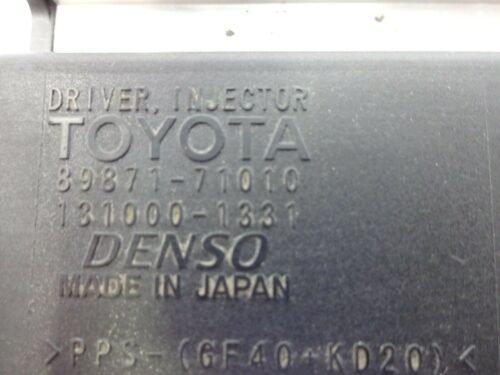 DRIVER, INJECTOR
TOYOTA
89871-71010
131000-1331
DENSO
MADE IN JAPAN
>PPS-(GF40+KD20)<